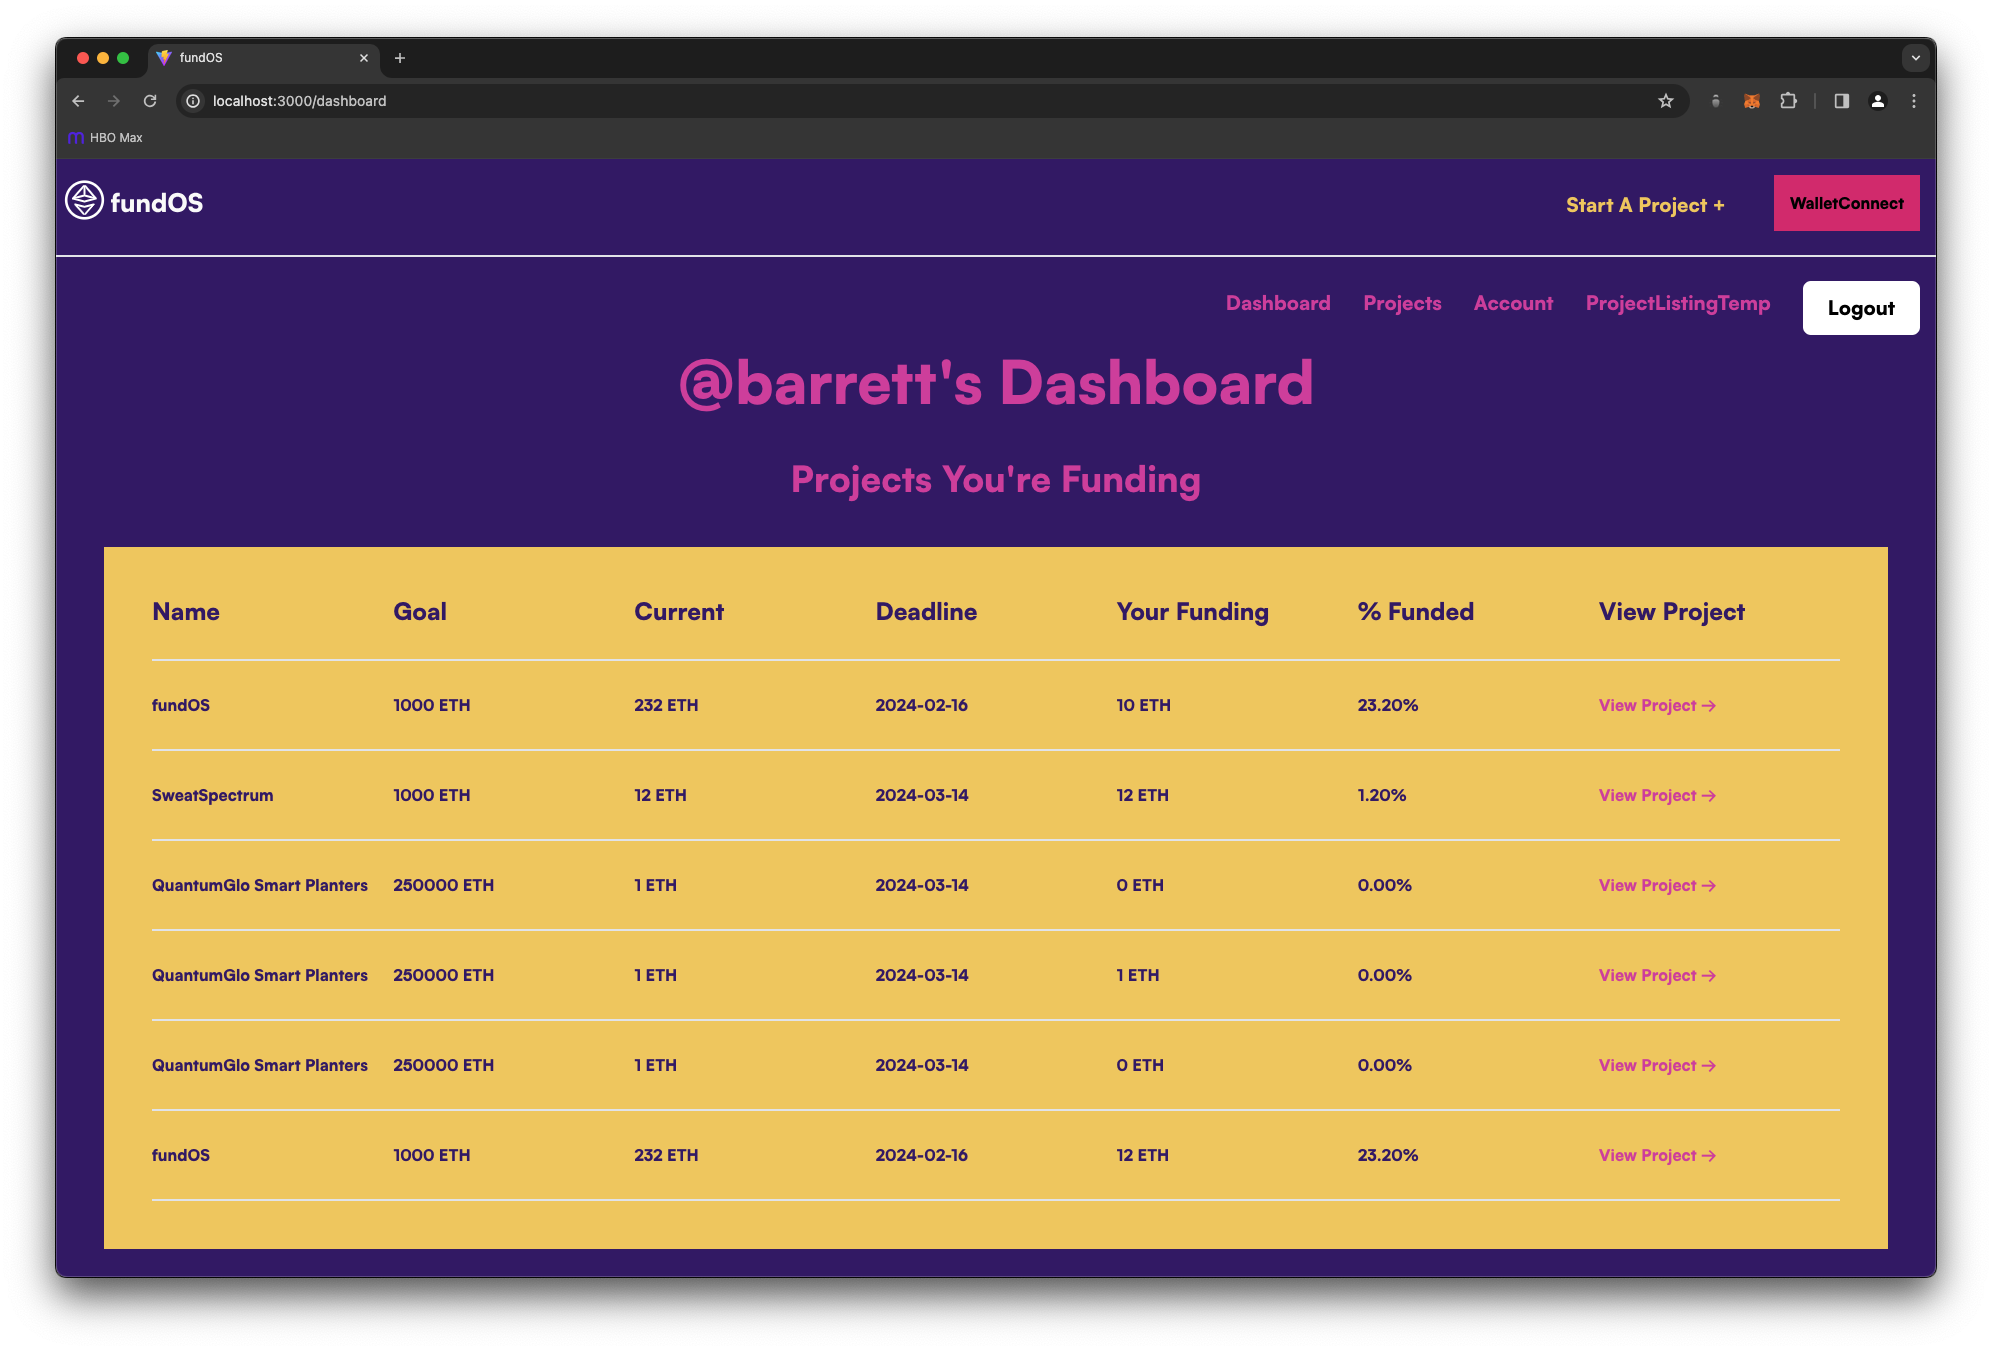 fundOS
localhost:3000/dashboard
HBO Max
fundOS
Start A Project +
WalletConnect
Dashboard Projects Account ProjectListingTemp Logout
@barrett's Dashboard
Projects You're Funding
Name Goal Current Deadline Your Funding % Funded View Project
fundOS 1000 ETH 232 ETH 2024-02-16 10 ETH 23.20% View Project →
SweatSpectrum 1000 ETH 12 ETH 2024-03-14 12 ETH 1.20% View Project →
QuantumGlo Smart Planters 250000 ETH 1 ETH 2024-03-14 0 ETH 0.00% View Project →
QuantumGlo Smart Planters 250000 ETH 1 ETH 2024-03-14 1 ETH 0.00% View Project →
QuantumGlo Smart Planters 250000 ETH 1 ETH 2024-03-14 0 ETH 0.00% View Project →
fundOS 1000 ETH 232 ETH 2024-02-16 12 ETH 23.20% View Project →